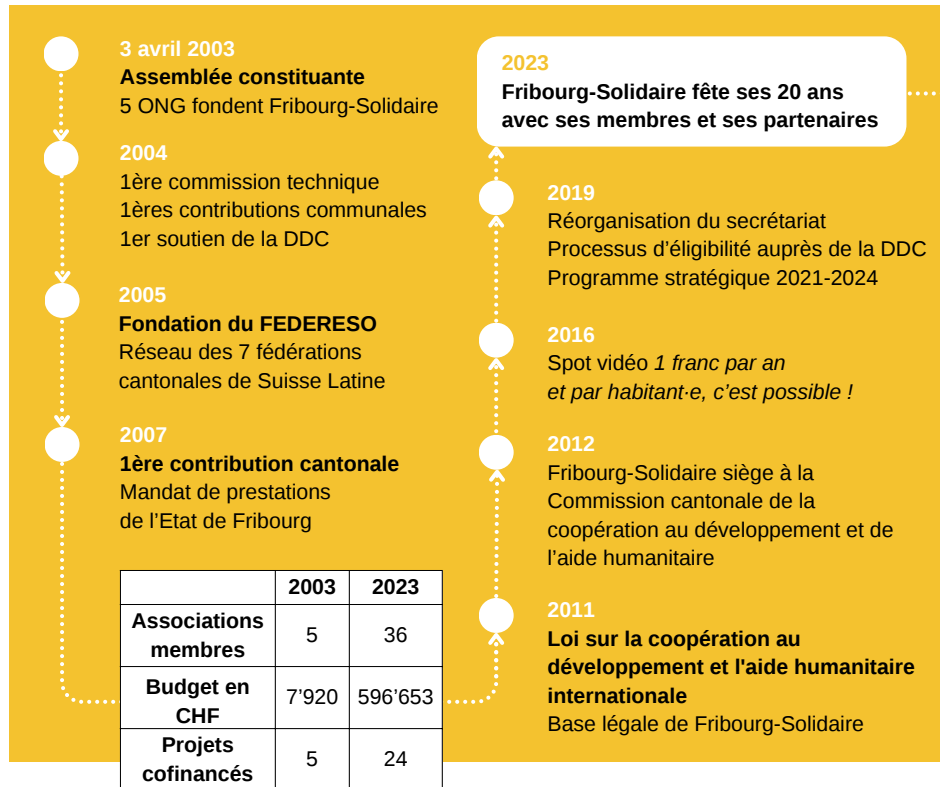 3 avril 2003
Assemblée constituante
5 ONG fondent Fribourg-Solidaire
2004
1ère commission technique
1ères contributions communales
1er soutien de la DDC
2005
Fondation du FEDERESO
Réseau des 7 fédérations
cantonales de Suisse Latine
2007
1ère contribution cantonale
Mandat de prestations
de l'Etat de Fribourg
2003 2023
Associations
membres 5 36
Budget en
CHF 7'920 596'653
Projets
cofinancés 5 24
2011
Loi sur la coopération au
développement et l'aide humanitaire
internationale
Base légale de Fribourg-Solidaire
2012
Fribourg-Solidaire siège à la
Commission cantonale de la
coopération au développement et de
l'aide humanitaire
2016
Spot vidéo 1 franc par an
et par habitant·e, c'est possible !
2019
Réorganisation du secrétariat
Processus d'éligibilité auprès de la DDC
Programme stratégique 2021-2024
2023
Fribourg-Solidaire fête ses 20 ans
avec ses membres et ses partenaires